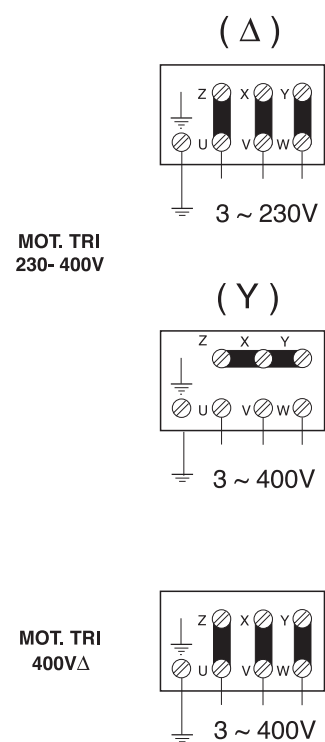 ( Δ )
Z X Y
U V W
3 ~ 230V
MOT. TRI
230- 400V
( Y )
Z X Y
U V W
3 ~ 400V
MOT. TRI
400VΔ
Z X Y
U V W
3 ~ 400V